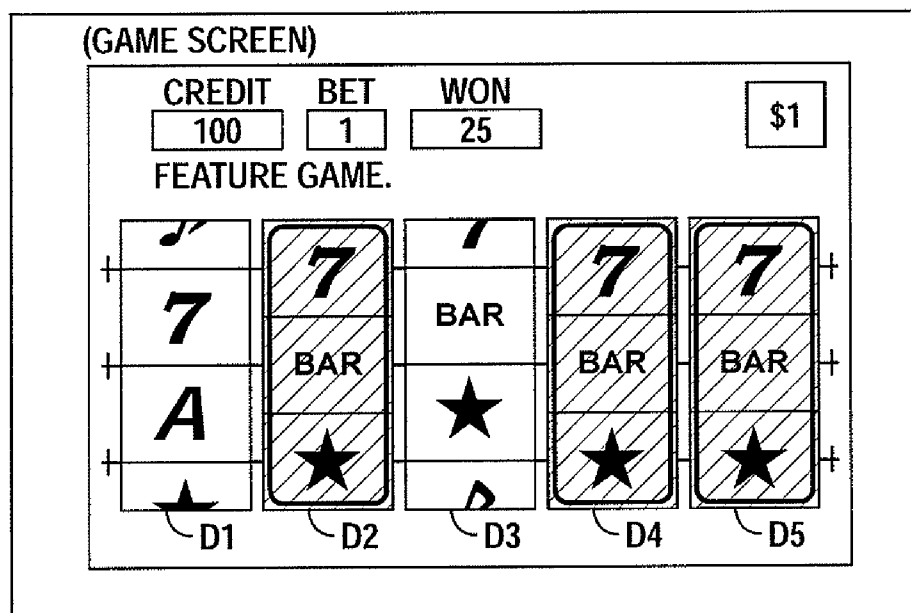 (GAME SCREEN)
CREDIT BET WON
100 1 25 $1
FEATURE GAME.
7 7 7 7 7
BAR BAR BAR BAR
A
D1 D2 D3 D4 D5